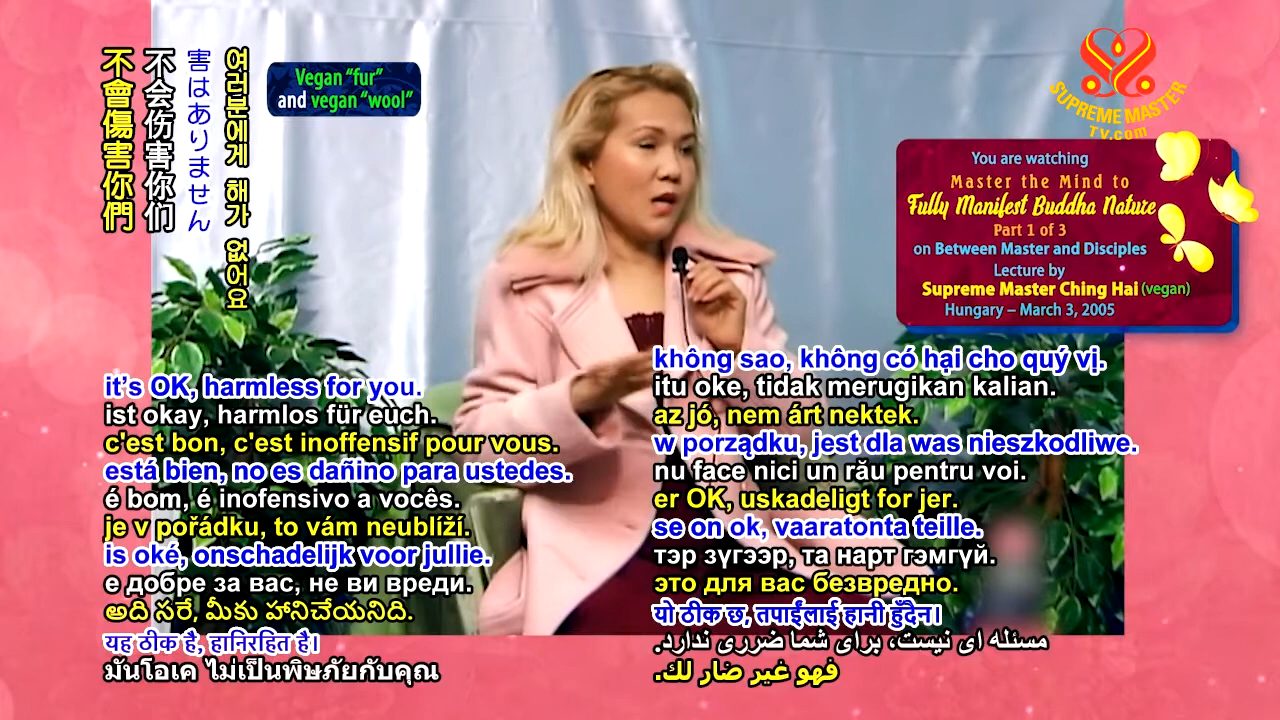 不會傷害你們
不会伤害你们
害はありません
여러분에게 해가 없어요
Vegan “fur”
and vegan “wool”
SUPREME MASTER
TV.com
You are watching
Master the Mind to
Fully Manifest Buddha Nature
Part 1 of 3
on Between Master and Disciples
Lecture by
Supreme Master Ching Hai (vegan)
Hungary – March 3, 2005
it’s OK, harmless for you.
ist okay, harmlos für euch.
c'est bon, c'est inoffensif pour vous.
está bien, no es dañino para ustedes.
é bom, é inofensivo a vocês.
je v pořádku, to vám neublíží.
is oké, onschadelijk voor jullie.
е добре за вас, не ви вреди.
అది సరే, మీకు హానిచేయనిది.
यह ठीक है, हानिरहित है।
มันโอเค ไม่เป็นพิษภัยกับคุณ
không sao, không có hại cho quý vị.
itu oke, tidak merugikan kalian.
az jó, nem árt nektek.
w porządku, jest dla was nieszkodliwe.
nu face nici un rău pentru voi.
er OK, uskadeligt for jer.
se on ok, vaaratonta teille.
тэр зүгээр, та нарт гэмгүй.
это для вас безвредно.
यो ठीक छ, तपाईंलाई हानी हुँदैन।
مسئله ای نیست، برای شما ضرری ندارد.
فهو غير ضار لك.